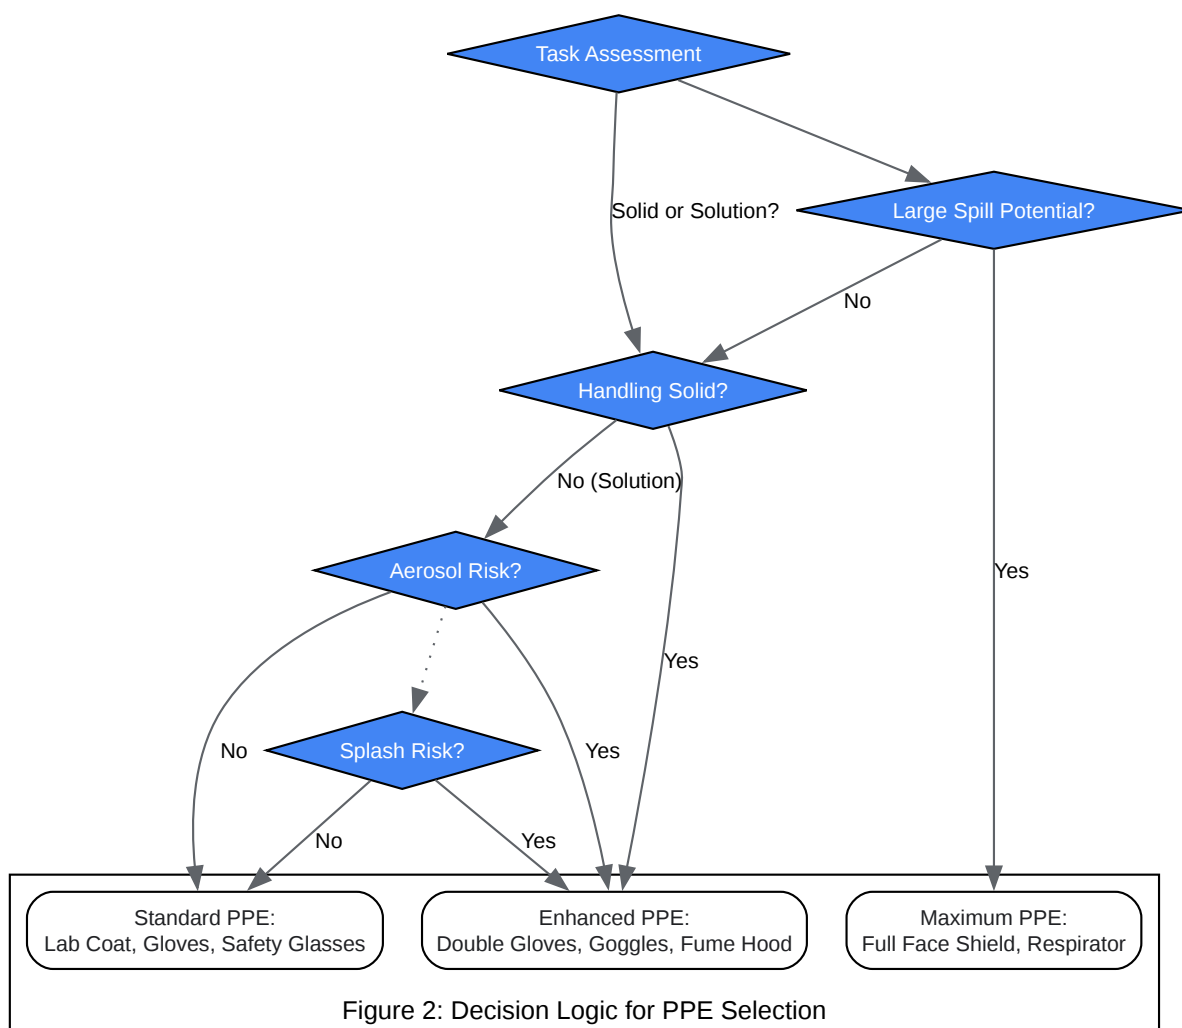 Task Assessment
Solid or Solution?
Large Spill Potential?
No
Handling Solid?
No (Solution)
Aerosol Risk?
Yes
Yes
No
Splash Risk?
Yes
No
Yes
Standard PPE:
Lab Coat, Gloves, Safety Glasses
Enhanced PPE:
Double Gloves, Goggles, Fume Hood
Maximum PPE:
Full Face Shield, Respirator
Figure 2: Decision Logic for PPE Selection